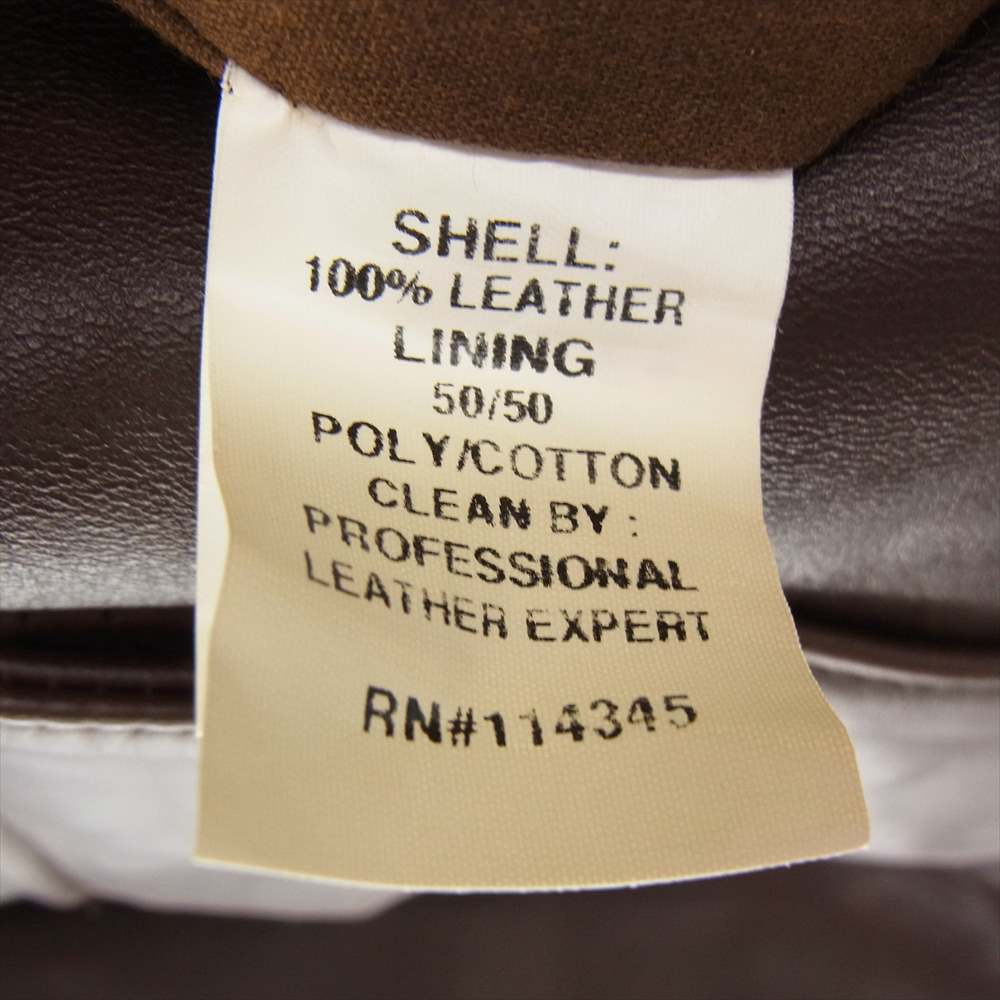 SHELL:
100% LEATHER
LINING
50/50
POLY/COTTON
CLEAN BY :
PROFESSIONAL
LEATHER EXPERT
RN#114345